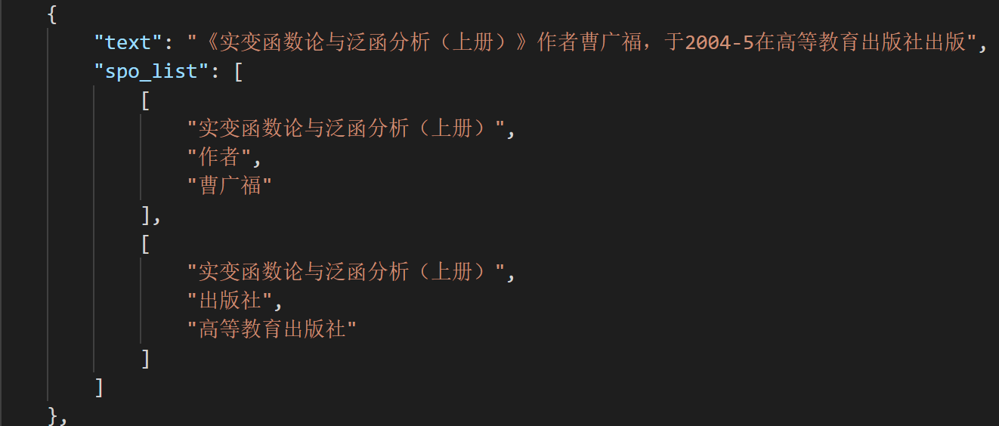 {
"text": "《实变函数论与泛函分析（上册）》作者曹广福，于2004-5在高等教育出版社出版",
"spo_list": [
[
"实变函数论与泛函分析（上册）",
"作者",
"曹广福"
],
[
"实变函数论与泛函分析（上册）",
"出版社",
"高等教育出版社"
]
]
},